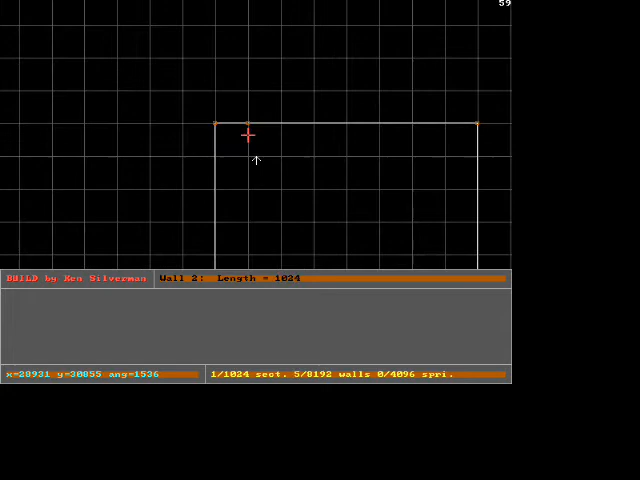 59
BUILD by Ken Silverman Wall 2: Length = 1024
x=28931 y=30855 ang=1536 1/1024 sect. 5/8192 walls 0/4096 spri.